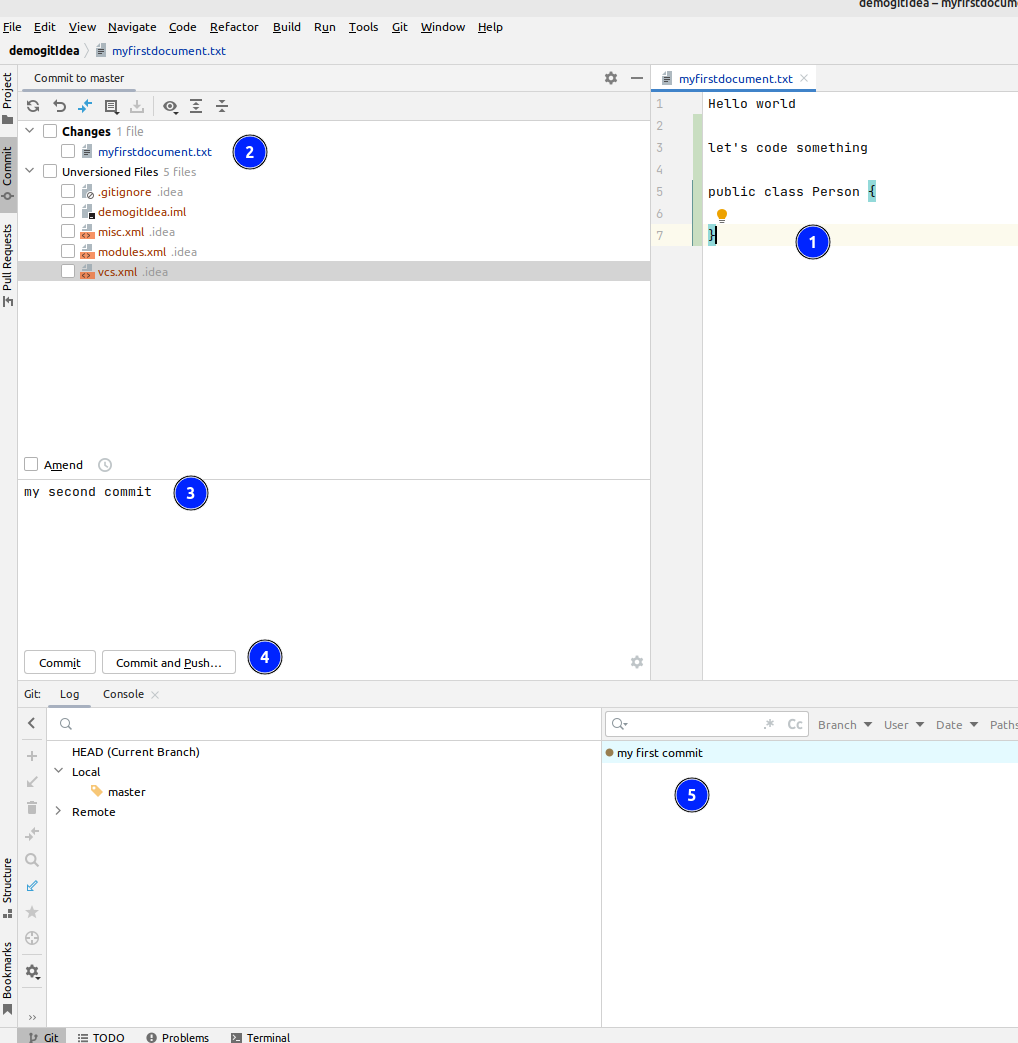 demogitIdea – myfirstdocum
File Edit View Navigate Code Refactor Build Run Tools Git Window Help
demogitIdea myfirstdocument.txt
Project
Commit
Pull Requests
Structure
Bookmarks
Commit to master
Changes 1 file
myfirstdocument.txt 2
Unversioned Files 5 files
.gitignore .idea
demogitIdea.iml
misc.xml .idea
modules.xml .idea
vcs.xml .idea
Amend
my second commit 3
Commit Commit and Push... 4
myfirstdocument.txt
1 Hello world
2
3 let's code something
4
5 public class Person {
6
7 }
1
Git: Log Console
HEAD (Current Branch)
Local
master
Remote
.* Cc Branch User Date Paths
my first commit
5
Git TODO Problems Terminal